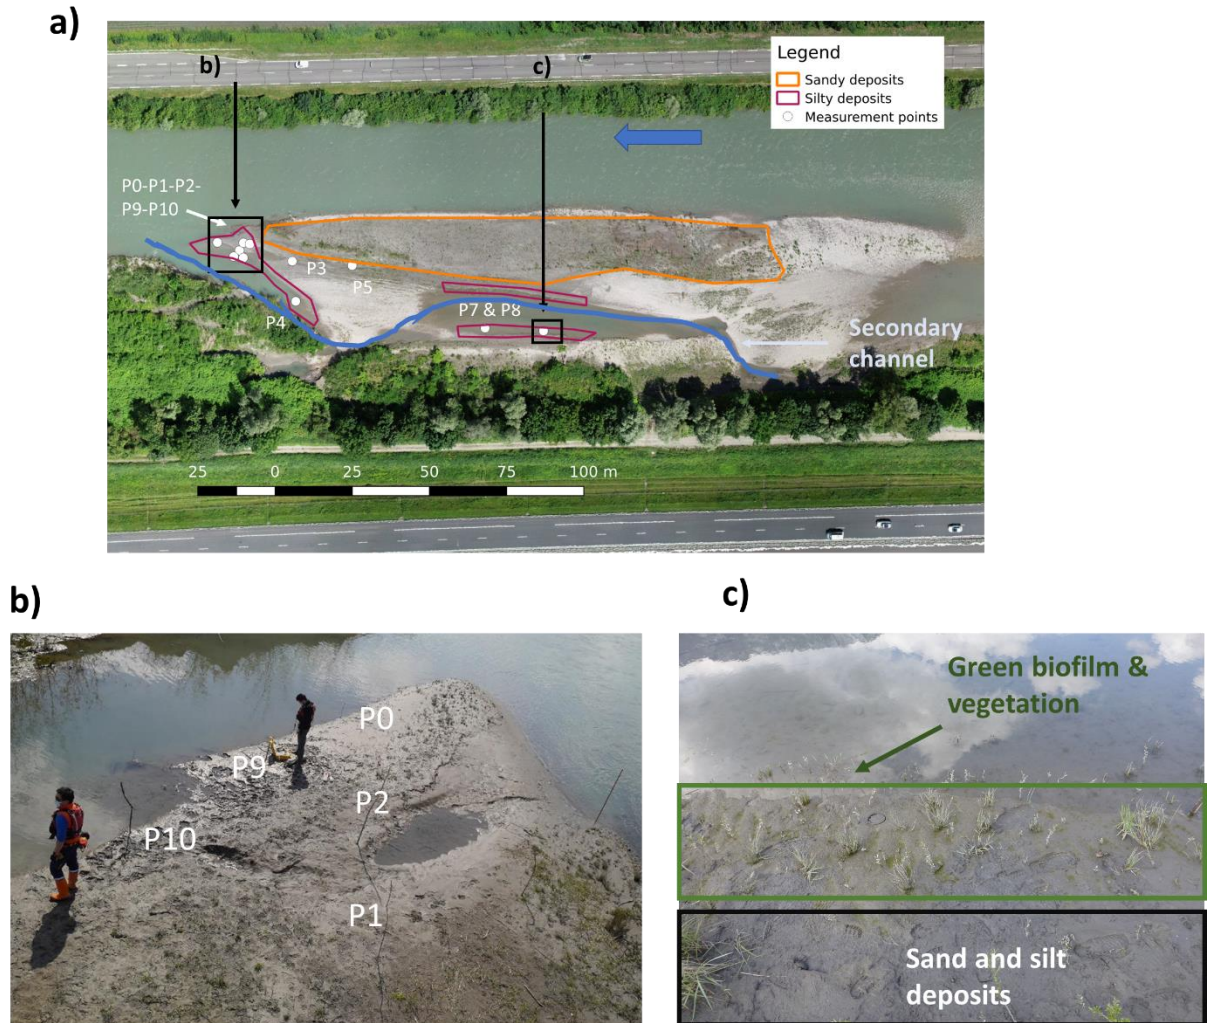 a)
b)
c)
Legend
Sandy deposits
Silty deposits
Measurement points
P0-P1-P2-
P9-P10
P3
P5
P4
P7 & P8
Secondary
channel
25 0 25 50 75 100 m
b)
P0
P9
P2
P10
P1
c)
Green biofilm &
vegetation
Sand and silt
deposits